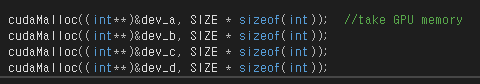 cudaMalloc((int**)&dev_a, SIZE * sizeof(int)); //take GPU memory
cudaMalloc((int**)&dev_b, SIZE * sizeof(int));
cudaMalloc((int**)&dev_c, SIZE * sizeof(int));
cudaMalloc((int**)&dev_d, SIZE * sizeof(int));